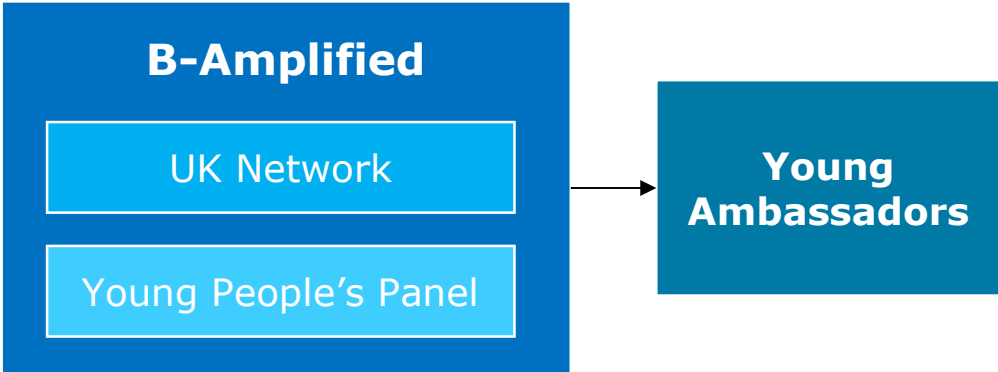 B-Amplified
UK Network
Young People’s Panel
Young
Ambassadors